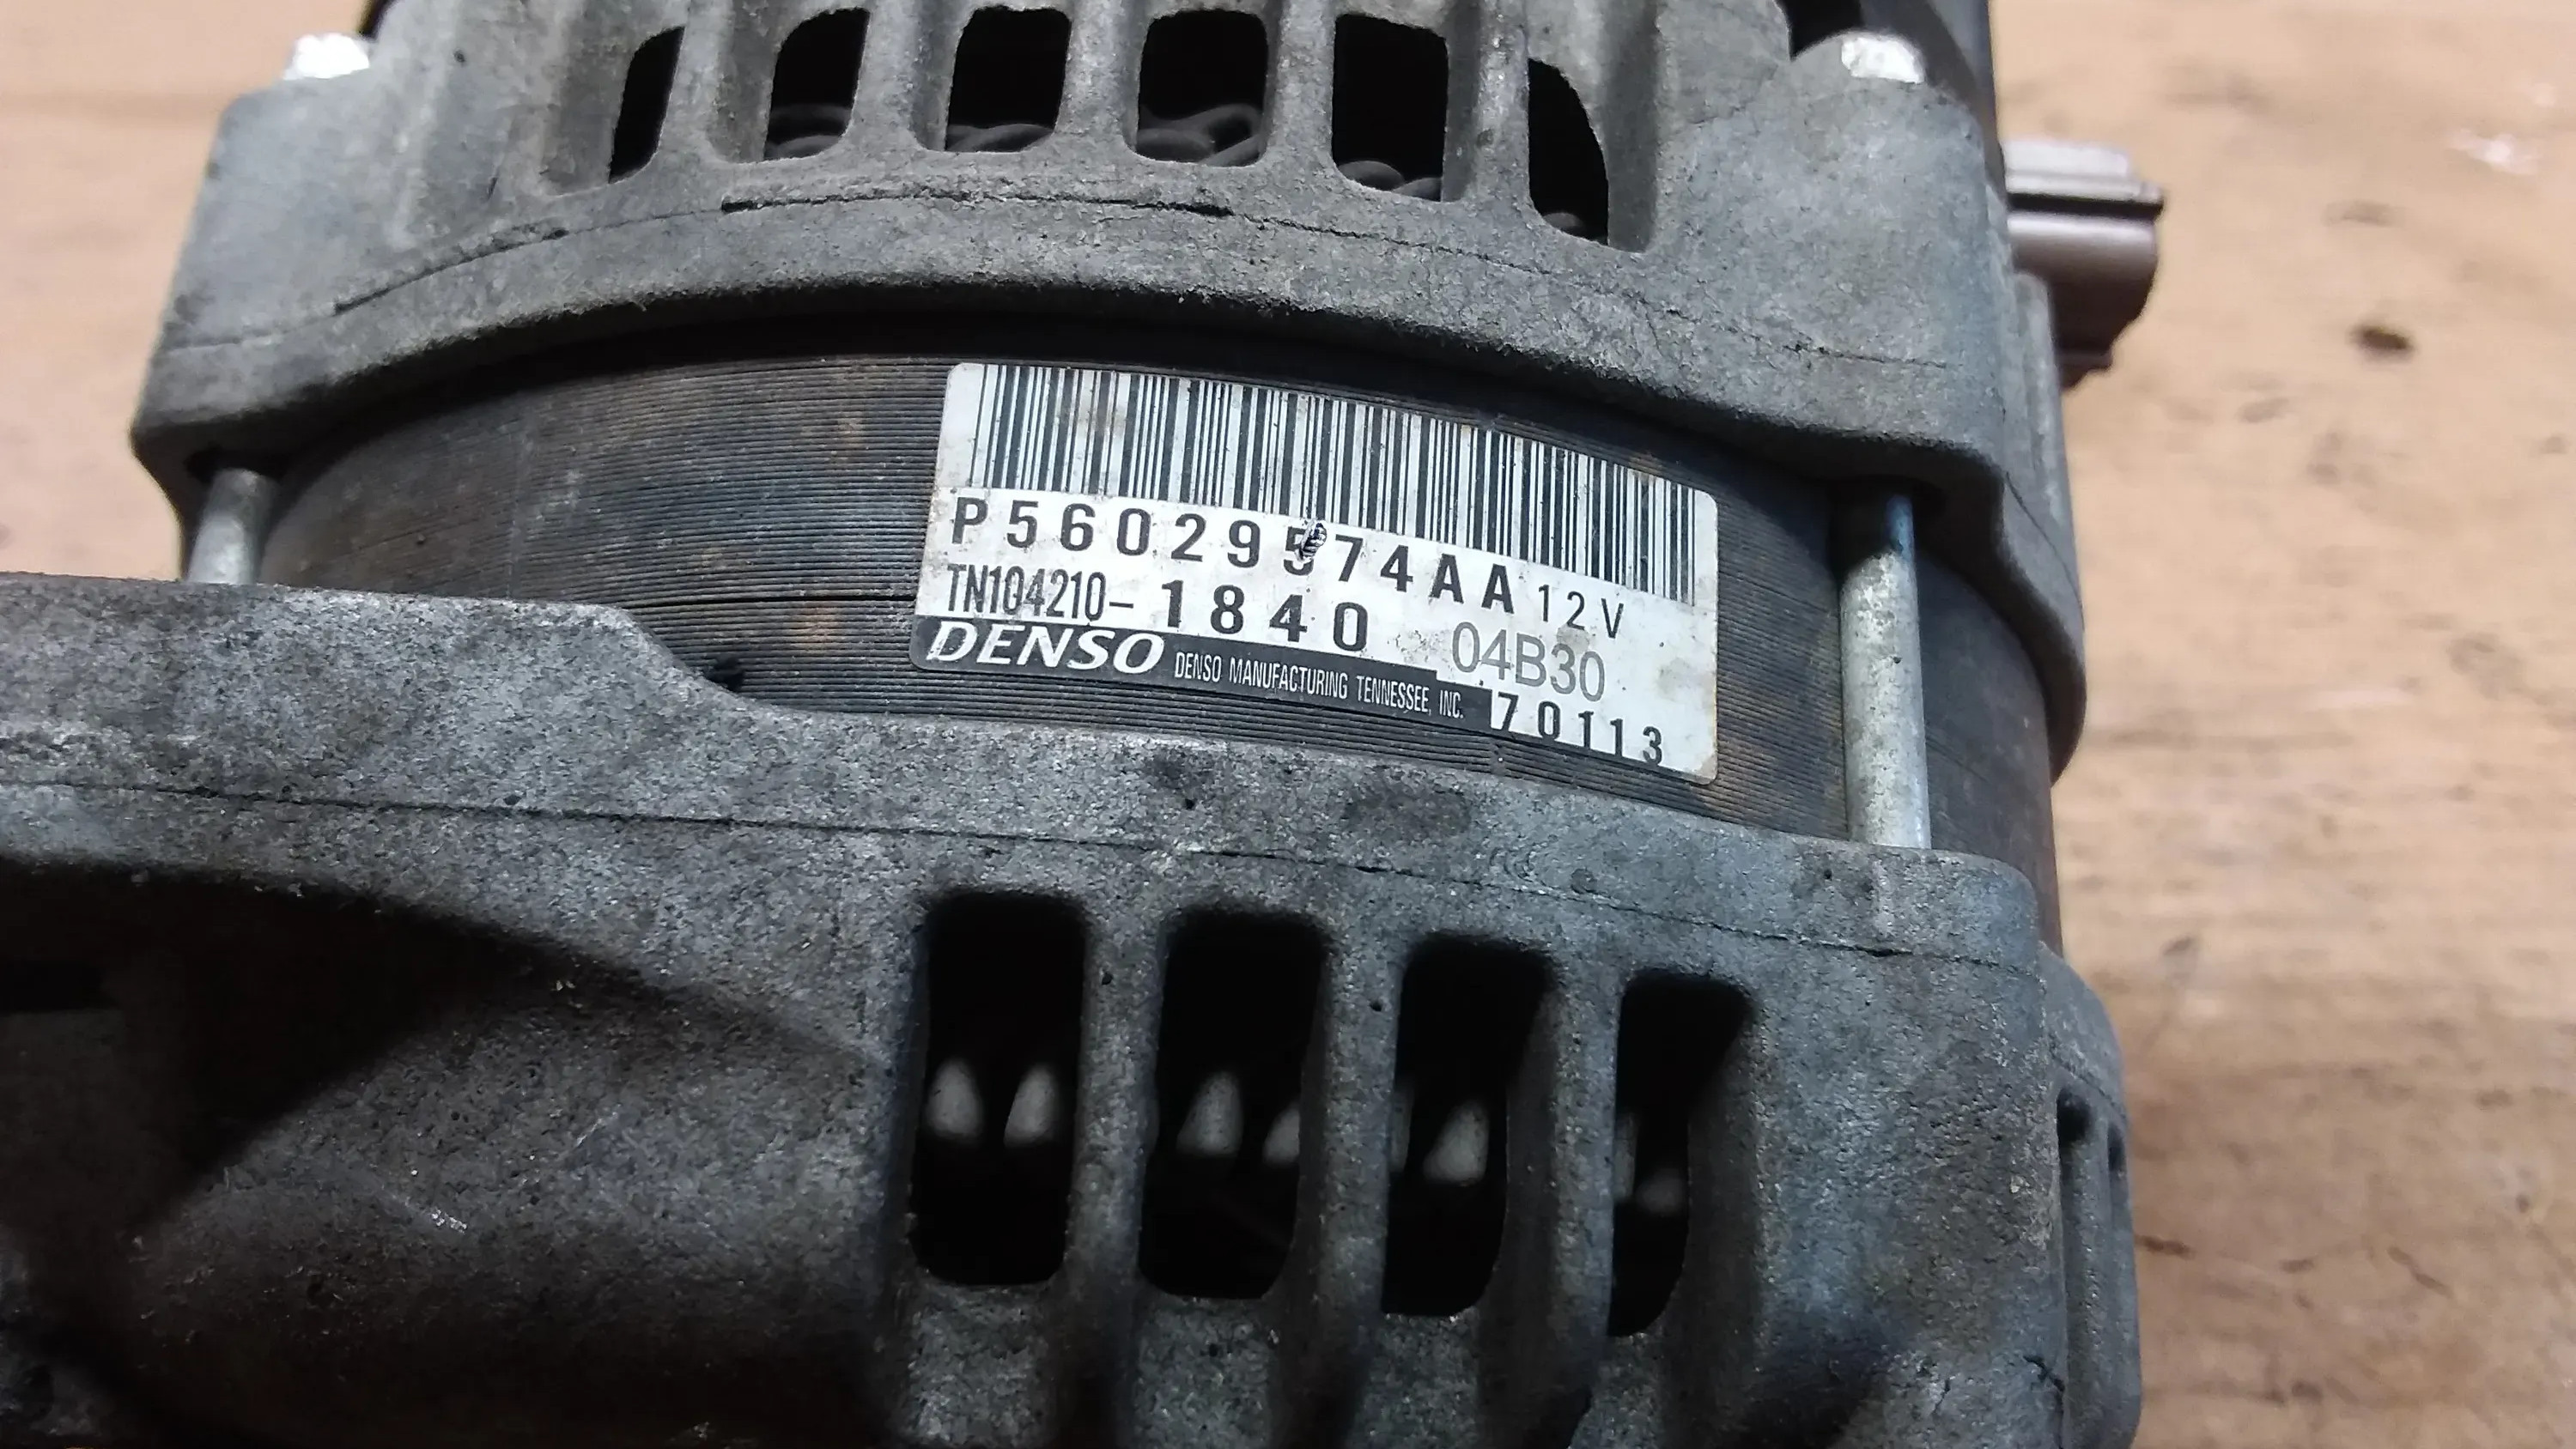 P56029574AA 12V
TN104210-1840 04B30
DENSO DENSO MANUFACTURING TENNESSEE, INC. 70113